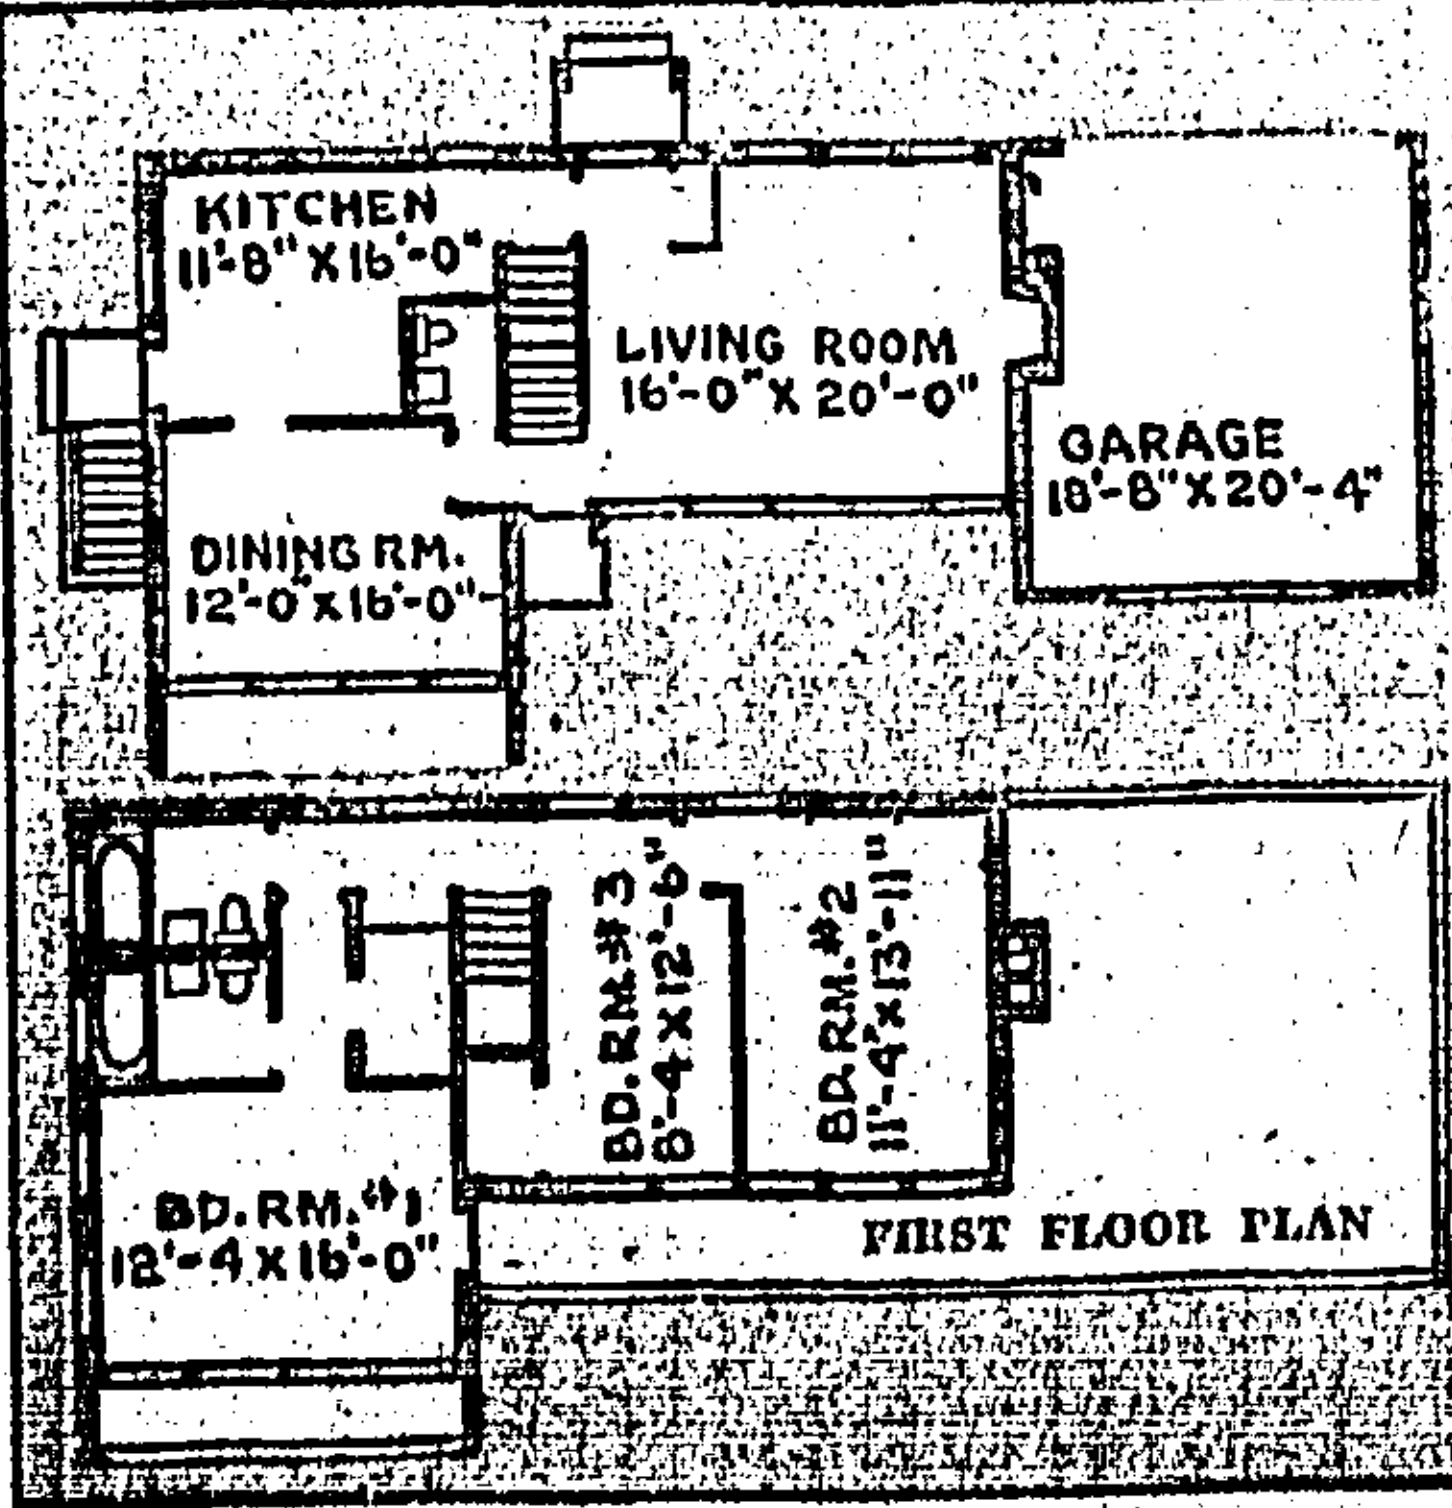 KITCHEN
11'-8" X 16'-0"
LIVING ROOM
16'-0" X 20'-0"
GARAGE
18'-8" X 20'-4"
DINING RM.
12'-0" X 16'-0"
BD. RM. #3
8'-4 X 12'-6"
BD. RM. #2
11'-4" X 13'-11"
BD. RM. #1
12'-4 X 16'-0"
FIRST FLOOR PLAN